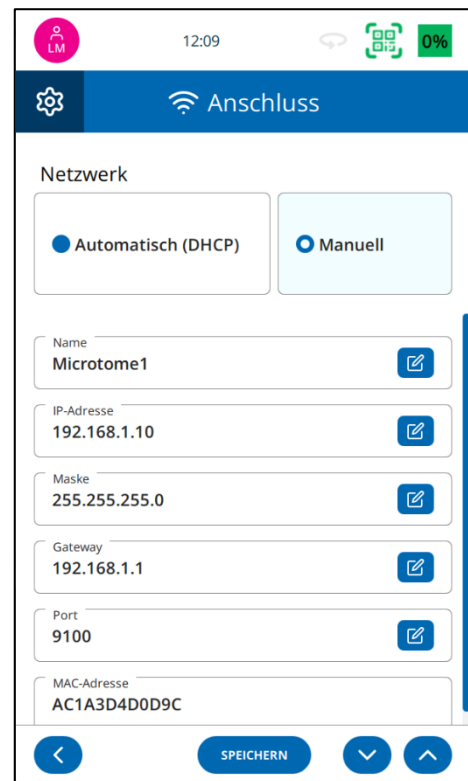 LM
12:09
0%
Anschluss
Netzwerk
Automatisch (DHCP)
Manuell
Name
Microtome1
IP-Adresse
192.168.1.10
Maske
255.255.255.0
Gateway
192.168.1.1
Port
9100
MAC-Adresse
AC1A3D4D0D9C
SPEICHERN